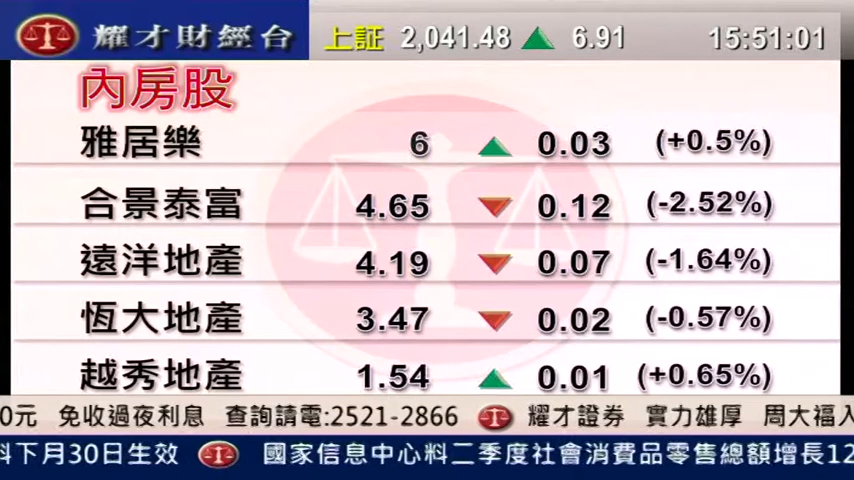 耀才財經台 上証 2,041.48 ▲ 6.91 15:51:01
內房股
雅居樂 6 ▲ 0.03 (+0.5%)
合景泰富 4.65 ▼ 0.12 (-2.52%)
遠洋地產 4.19 ▼ 0.07 (-1.64%)
恆大地產 3.47 ▼ 0.02 (-0.57%)
越秀地產 1.54 ▲ 0.01 (+0.65%)
0元 免收過夜利息 查詢請電:2521-2866 耀才證券 實力雄厚 周大福入
料下月30日生效 國家信息中心料二季度社會消費品零售總額增長12